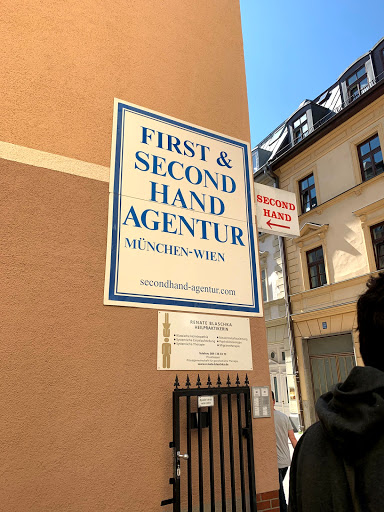 FIRST &
SECOND
HAND
AGENTUR
MÜNCHEN-WIEN
secondhand-agentur.com
SECOND
HAND
RENATE BLASCHKA
HEILPRAKTIKERIN